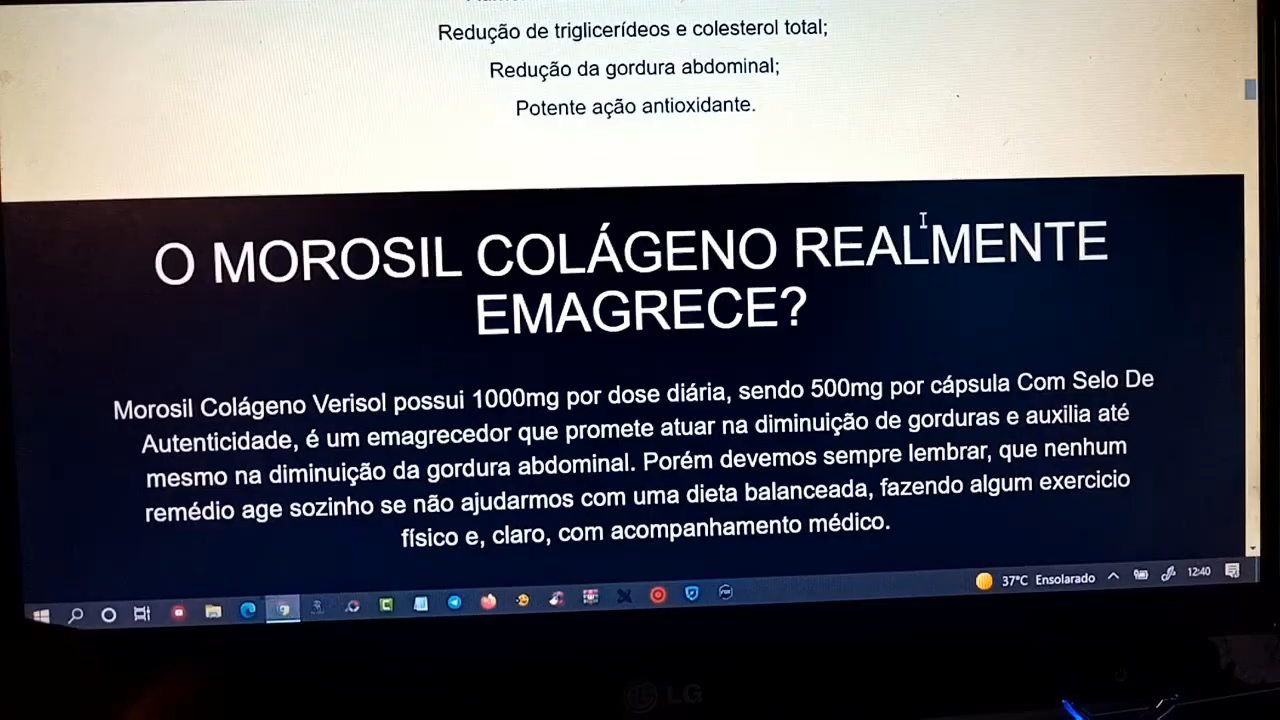 Redução de triglicerídeos e colesterol total;
Redução da gordura abdominal;
Potente ação antioxidante.
O MOROSIL COLÁGENO REALMENTE
EMAGRECE?
Morosil Colágeno Verisol possui 1000mg por dose diária, sendo 500mg por cápsula Com Selo De
Autenticidade, é um emagrecedor que promete atuar na diminuição de gorduras e auxilia até
mesmo na diminuição da gordura abdominal. Porém devemos sempre lembrar, que nenhum
remédio age sozinho se não ajudarmos com uma dieta balanceada, fazendo algum exercicio
físico e, claro, com acompanhamento médico.
37°C Ensolarado 12:40
LG